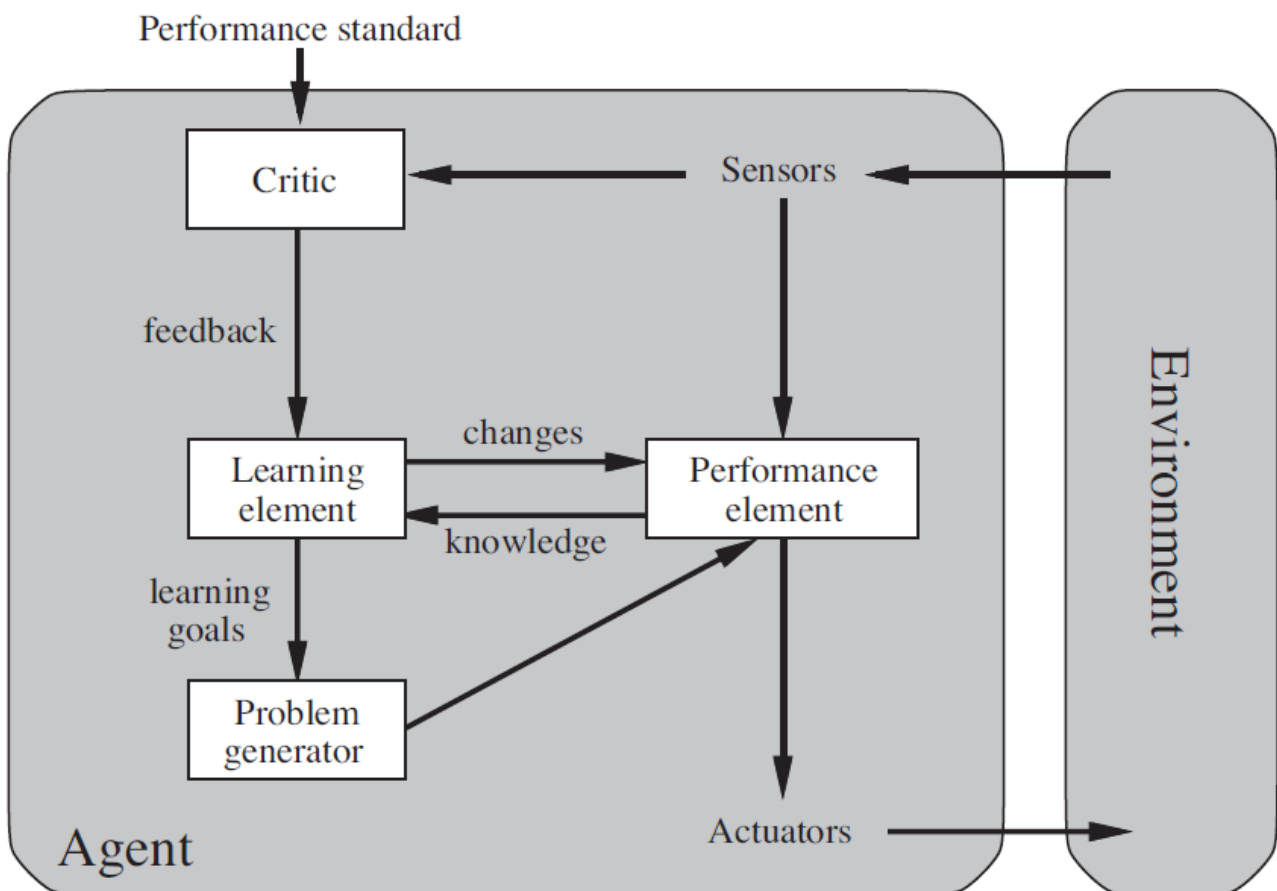 Performance standard
Critic
Sensors
feedback
changes
Learning
element
Performance
element
knowledge
learning
goals
Problem
generator
Actuators
Agent
Environment